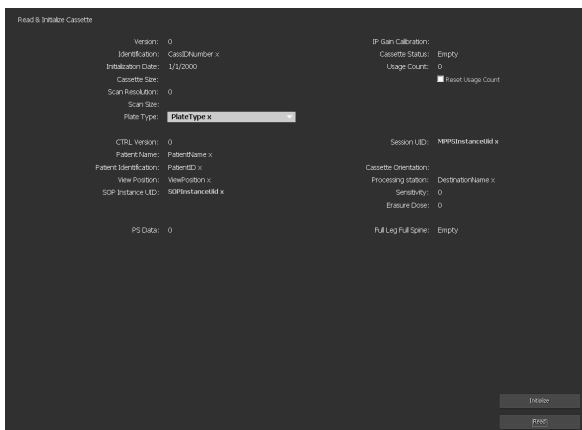 Read & Initialize Cassette
Version: 0
Identification: CassIDNumber x
Initialization Date: 1/1/2000
Cassette Size:
Scan Resolution: 0
Scan Size:
Plate Type: PlateType x
IP Gain Calibration:
Cassette Status: Empty
Usage Count: 0
Reset Usage Count
CTRL Version: 0
Patient Name: PatientName x
Patient Identification: PatientID x
View Position: ViewPosition x
SOP Instance UID: SOPInstanceUid x
Session UID: MPPSInstanceUid x
Cassette Orientation:
Processing station: DestinationName x
Sensitivity: 0
Erasure Dose: 0
PS Data: 0
Full Leg Full Spine: Empty
Initialize
Read